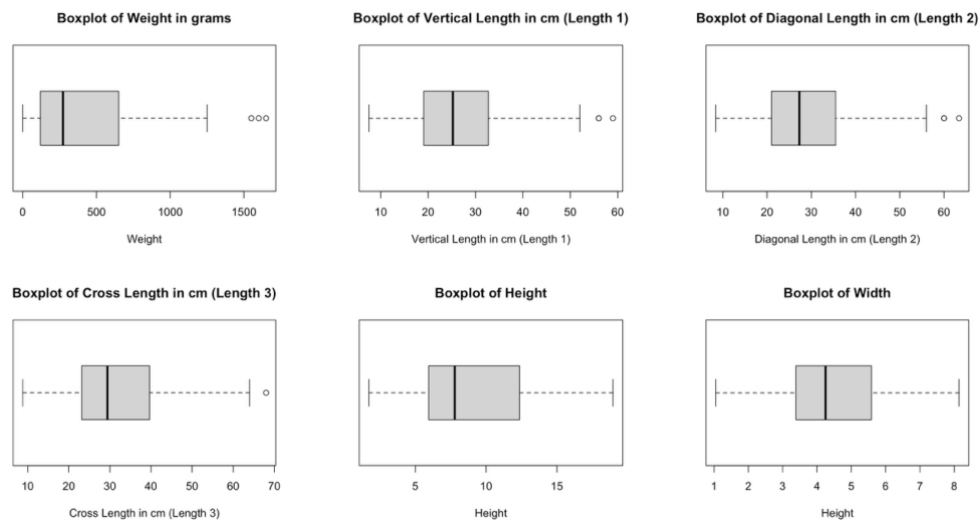 Boxplot of Weight in grams
0 500 1000 1500
Weight
Boxplot of Vertical Length in cm (Length 1)
10 20 30 40 50 60
Vertical Length in cm (Length 1)
Boxplot of Diagonal Length in cm (Length 2)
10 20 30 40 50 60
Diagonal Length in cm (Length 2)
Boxplot of Cross Length in cm (Length 3)
10 20 30 40 50 60 70
Cross Length in cm (Length 3)
Boxplot of Height
5 10 15
Height
Boxplot of Width
1 2 3 4 5 6 7 8
Height